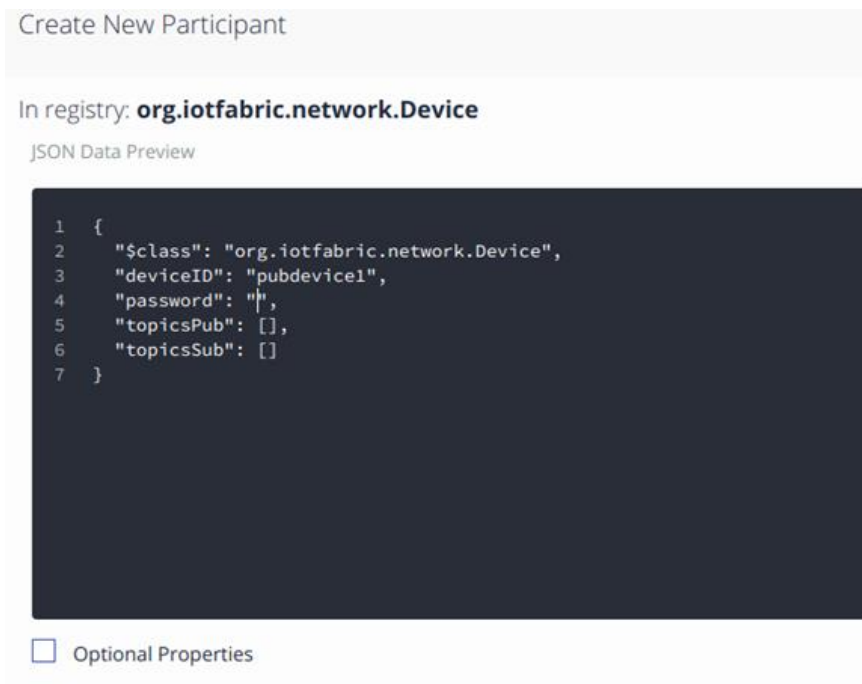 Create New Participant
In registry: org.iotfabric.network.Device
JSON Data Preview
1 {
2 "$class": "org.iotfabric.network.Device",
3 "deviceID": "pubdevice1",
4 "password": "",
5 "topicsPub": [],
6 "topicsSub": []
7 }
Optional Properties